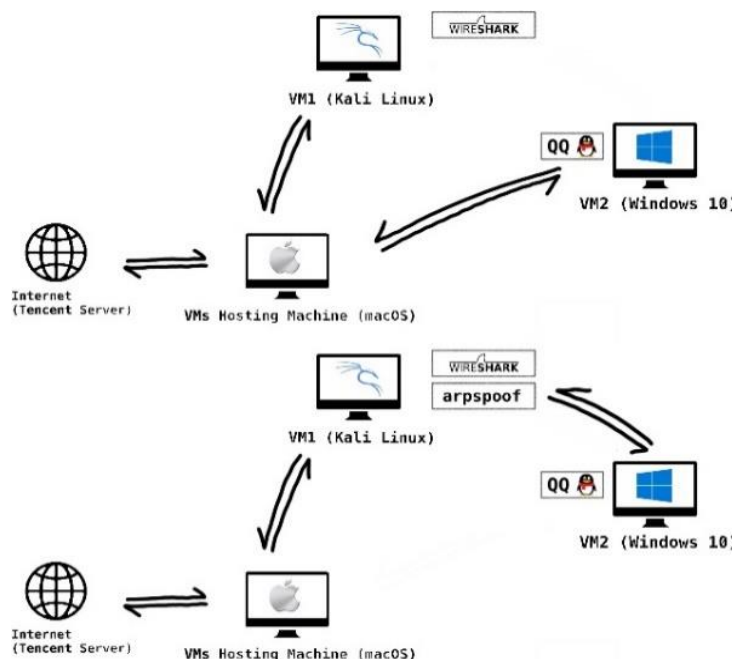 WIRESHARK
VM1 (Kali Linux)
QQ
VM2 (Windows 10)
Internet
(Tencent Server)
VMs Hosting Machine (macOS)
WIRESHARK
arpspoof
VM1 (Kali Linux)
QQ
VM2 (Windows 10)
Internet
(Tencent Server)
VMs Hosting Machine (macOS)